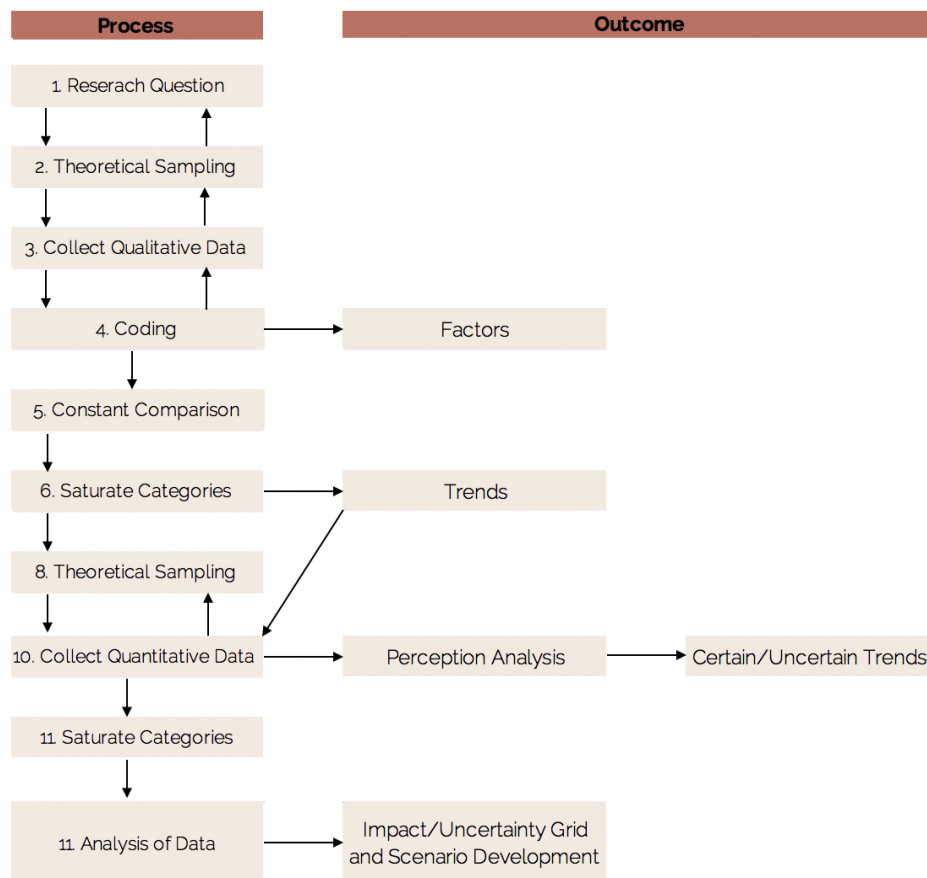 Process
Outcome
1. Reserach Question
2. Theoretical Sampling
3. Collect Qualitative Data
4. Coding
Factors
5. Constant Comparison
6. Saturate Categories
Trends
8. Theoretical Sampling
10. Collect Quantitative Data
Perception Analysis
Certain/Uncertain Trends
11. Saturate Categories
11. Analysis of Data
Impact/Uncertainty Grid
and Scenario Development